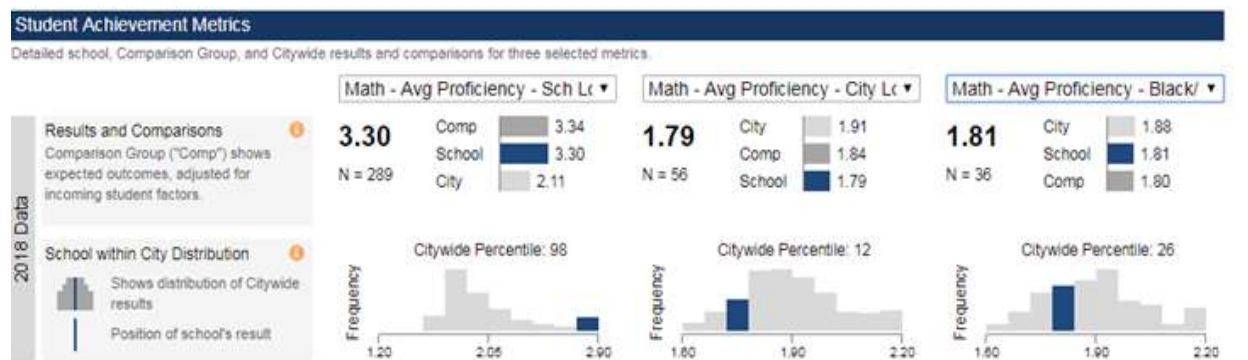 Student Achievement Metrics
Detailed school, Comparison Group, and Citywide results and comparisons for three selected metrics.
Math - Avg Proficiency - Sch Lc ▼
Math - Avg Proficiency - City Lc ▼
Math - Avg Proficiency - Black/ ▼
2018 Data
Results and Comparisons
Comparison Group ("Comp") shows
expected outcomes, adjusted for
incoming student factors.
3.30
N = 289
Comp 3.34
School 3.30
City 2.11
1.79
N = 56
City 1.91
Comp 1.84
School 1.79
1.81
N = 36
City 1.88
School 1.81
Comp 1.80
School within City Distribution
Shows distribution of Citywide
results
Position of school's result
Citywide Percentile: 98
Frequency
1.20 2.05 2.90
Citywide Percentile: 12
Frequency
1.60 1.90 2.20
Citywide Percentile: 26
Frequency
1.60 1.90 2.20